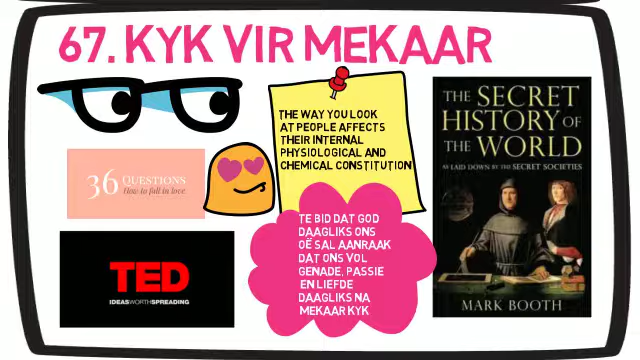 67. KYK VIR MEKAAR
THE WAY YOU LOOK
AT PEOPLE AFFECTS
THEIR INTERNAL
PHYSIOLOGICAL AND
CHEMICAL CONSTITUTION
36 QUESTIONS
How to fall in love
TED
IDEAS WORTH SPREADING
TE BID DAT GOD
DAAGLIKS ONS
OË SAL AANRAAK
DAT ONS VOL
GENADE, PASSIE
EN LIEFDE
DAAGLIKS NA
MEKAAR KYK
THE SECRET
HISTORY OF
THE WORLD
AS LAID DOWN BY THE SECRET SOCIETIES
MARK BOOTH